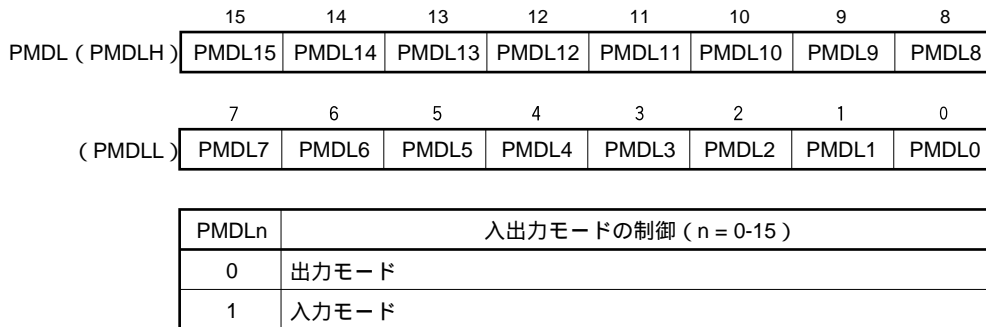 15 14 13 12 11 10 9 8
PMDL（PMDLH） PMDL15 PMDL14 PMDL13 PMDL12 PMDL11 PMDL10 PMDL9 PMDL8
7 6 5 4 3 2 1 0
（PMDLL） PMDL7 PMDL6 PMDL5 PMDL4 PMDL3 PMDL2 PMDL1 PMDL0
PMDLn 入出力モードの制御（n = 0-15）
0 出力モード
1 入力モード